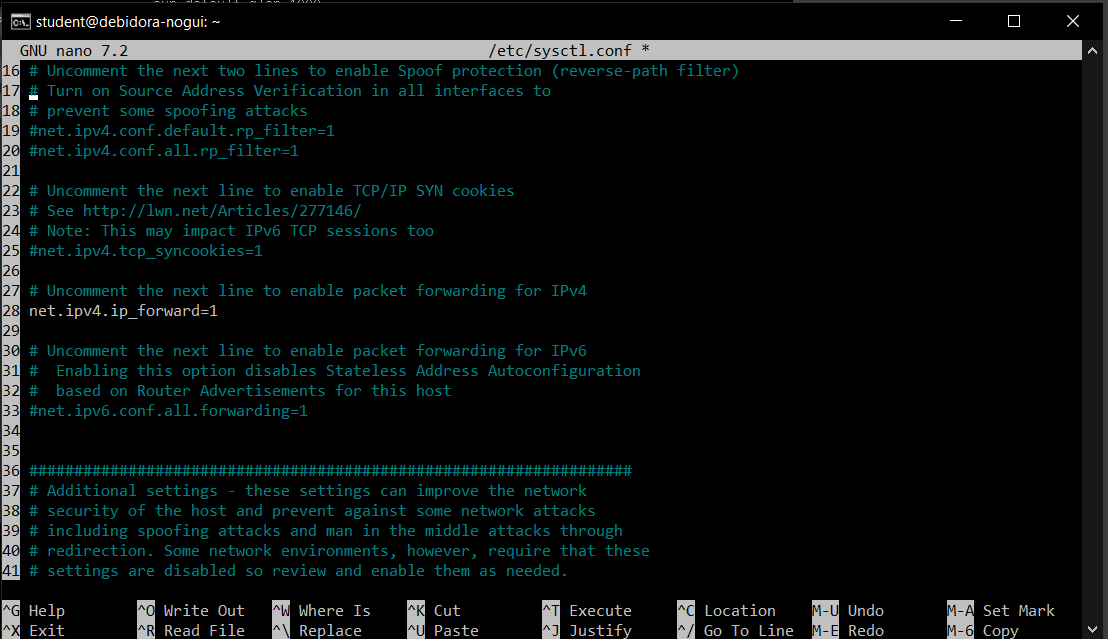 student@debidora-nogui: ~
GNU nano 7.2 /etc/sysctl.conf *
16 # Uncomment the next two lines to enable Spoof protection (reverse-path filter)
17 # Turn on Source Address Verification in all interfaces to
18 # prevent some spoofing attacks
19 #net.ipv4.conf.default.rp_filter=1
20 #net.ipv4.conf.all.rp_filter=1
21
22 # Uncomment the next line to enable TCP/IP SYN cookies
23 # See http://lwn.net/Articles/277146/
24 # Note: This may impact IPv6 TCP sessions too
25 #net.ipv4.tcp_syncookies=1
26
27 # Uncomment the next line to enable packet forwarding for IPv4
28 net.ipv4.ip_forward=1
29
30 # Uncomment the next line to enable packet forwarding for IPv6
31 #  Enabling this option disables Stateless Address Autoconfiguration
32 #  based on Router Advertisements for this host
33 #net.ipv6.conf.all.forwarding=1
34
35
36 ###################################################################
37 # Additional settings - these settings can improve the network
38 # security of the host and prevent against some network attacks
39 # including spoofing attacks and man in the middle attacks through
40 # redirection. Some network environments, however, require that these
41 # settings are disabled so review and enable them as needed.
^G Help ^O Write Out ^W Where Is ^K Cut ^T Execute ^C Location M-U Undo M-A Set Mark
^X Exit ^R Read File ^\ Replace ^U Paste ^J Justify ^/ Go To Line M-E Redo M-6 Copy